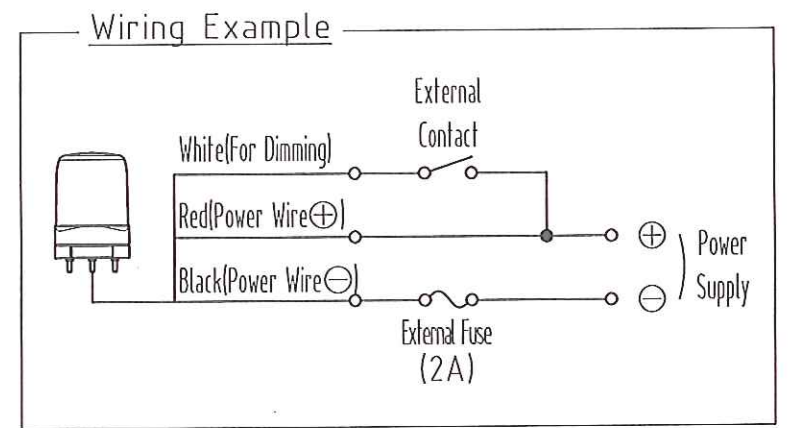 Wiring Example
External
Contact
White(For Dimming)
Red(Power Wire⊕)
Black(Power Wire⊖)
⊕
⊖
Power
Supply
External Fuse
(2A)